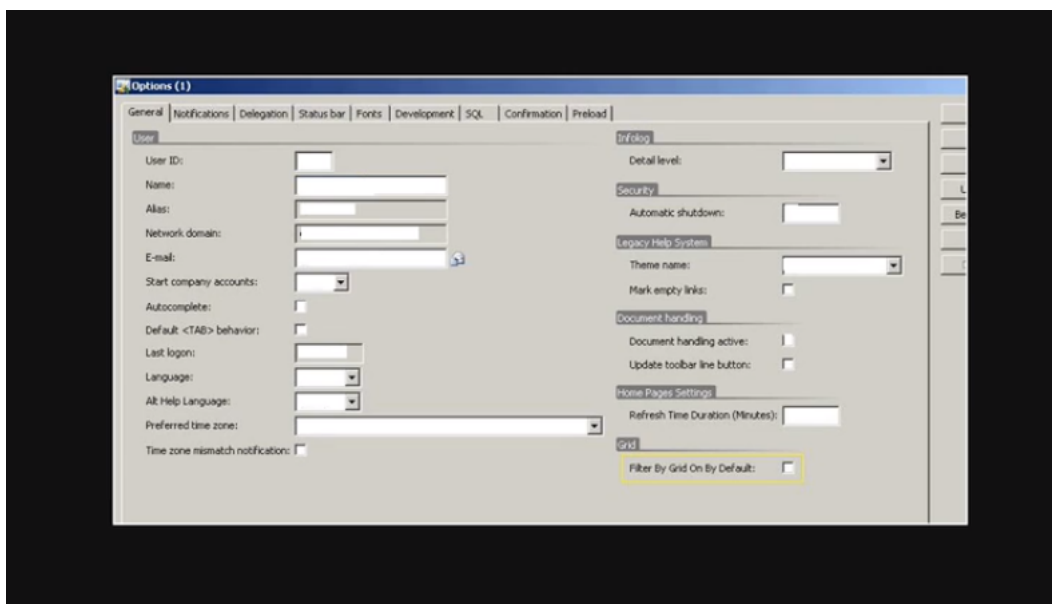 Options (1)
General Notifications Delegation Status bar Fonts Development SQL Confirmation Preload
User
User ID:
Name:
Alias:
Network domain:
E-mail:
Start company accounts:
Autocomplete:
Default <TAB> behavior:
Last logon:
Language:
Alt Help Language:
Preferred time zone:
Time zone mismatch notification:
Infolog
Detail level:
Security
Automatic shutdown:
Legacy Help System
Theme name:
Mark empty links:
Document handling
Document handling active:
Update toolbar line button:
Home Pages Settings
Refresh Time Duration (Minutes):
Grid
Filter By Grid On By Default: